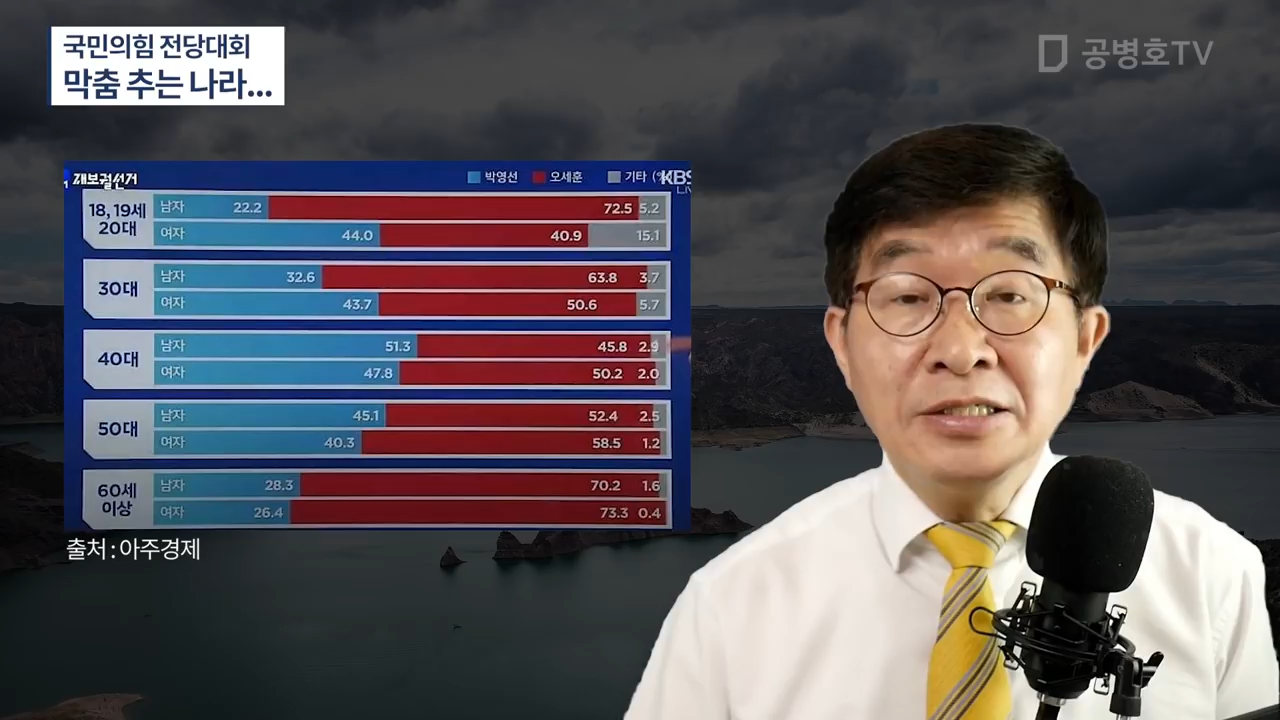 국민의힘 전당대회
막춤 추는 나라...
공병호TV
재보궐선거 박영선 오세훈 기타 KBS
18, 19세 20대
남자 22.2 72.5 5.2
여자 44.0 40.9 15.1
30대
남자 32.6 63.8 3.7
여자 43.7 50.6 5.7
40대
남자 51.3 45.8 2.9
여자 47.8 50.2 2.0
50대
남자 45.1 52.4 2.5
여자 40.3 58.5 1.2
60세 이상
남자 28.3 70.2 1.6
여자 26.4 73.3 0.4
출처 : 아주경제